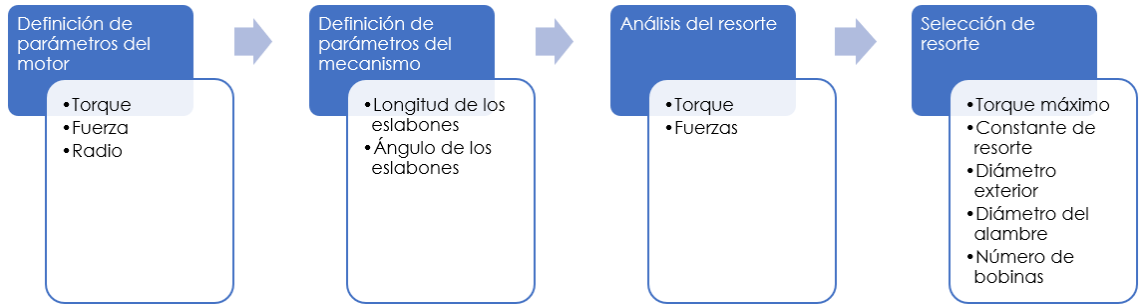 Definición de
parámetros del
motor
•Torque
•Fuerza
•Radio
Definición de
parámetros del
mecanismo
•Longitud de los
eslabones
•Ángulo de los
eslabones
Análisis del resorte
•Torque
•Fuerzas
Selección de
resorte
•Torque máximo
•Constante de
resorte
•Diámetro
exterior
•Diámetro del
alambre
•Número de
bobinas